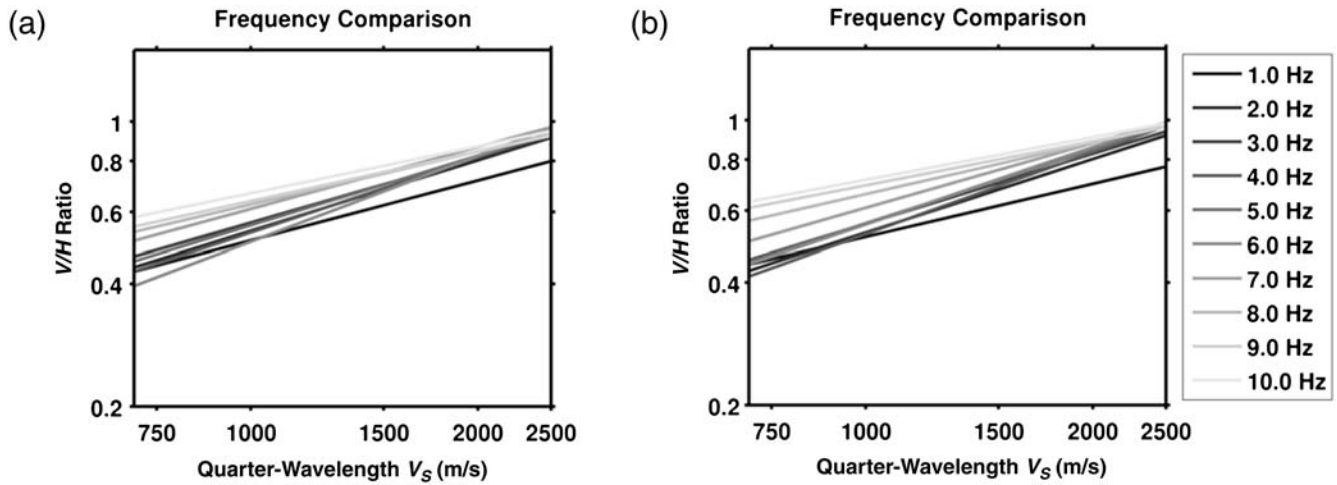 (a)
Frequency Comparison
V/H Ratio
1
0.8
0.6
0.4
0.2
750 1000 1500 2000 2500
Quarter-Wavelength VS (m/s)
(b)
Frequency Comparison
V/H Ratio
1
0.8
0.6
0.4
0.2
750 1000 1500 2000 2500
Quarter-Wavelength VS (m/s)
1.0 Hz
2.0 Hz
3.0 Hz
4.0 Hz
5.0 Hz
6.0 Hz
7.0 Hz
8.0 Hz
9.0 Hz
10.0 Hz